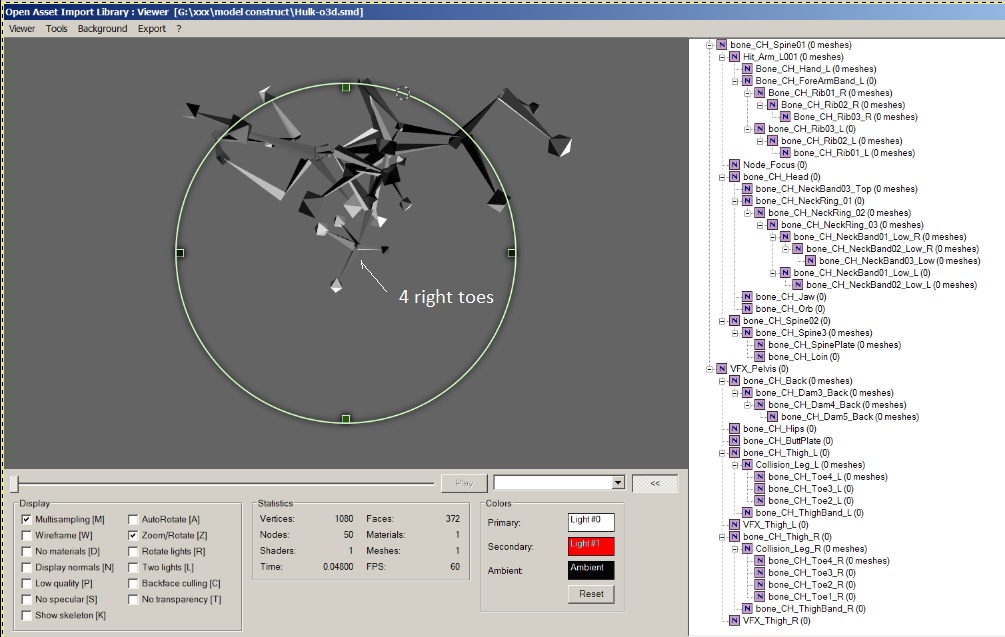 Open Asset Import Library : Viewer [G:\xxx\model construct\Hulk-o3d.smd]
Viewer Tools Background Export ?
4 right toes
bone_CH_Spine01 (0 meshes)
Hit_Arm_L001 (0 meshes)
Bone_CH_Hand_L (0 meshes)
Bone_CH_ForeArmBand_L (0 meshes)
Bone_CH_Rib01_R (0 meshes)
Bone_CH_Rib02_R (0 meshes)
Bone_CH_Rib03_R (0 meshes)
bone_CH_Rib03_L (0)
bone_CH_Rib02_L (0 meshes)
bone_CH_Rib01_L (0 meshes)
Node_Focus (0)
bone_CH_Head (0 meshes)
bone_CH_NeckBand03_Top (0 meshes)
bone_CH_NeckRing_01 (0)
bone_CH_NeckRing_02 (0 meshes)
bone_CH_NeckRing_03 (0 meshes)
bone_CH_NeckBand01_Low_R (0 meshes)
bone_CH_NeckBand02_Low_R (0 meshes)
bone_CH_NeckBand03_Low (0 meshes)
bone_CH_NeckBand01_Low_L (0)
bone_CH_NeckBand02_Low_L (0 meshes)
bone_CH_Jaw (0)
bone_CH_Orb (0)
bone_CH_Spine02 (0)
bone_CH_Spine3 (0 meshes)
bone_CH_SpinePlate (0 meshes)
bone_CH_Loin (0)
VFX_Pelvis (0)
bone_CH_Back (0 meshes)
bone_CH_Dam3_Back (0 meshes)
bone_CH_Dam4_Back (0 meshes)
bone_CH_Dam5_Back (0 meshes)
bone_CH_Hips (0)
bone_CH_ButtPlate (0)
bone_CH_Thigh_L (0)
Collision_Leg_L (0 meshes)
bone_CH_Toe4_L (0 meshes)
bone_CH_Toe3_L (0)
bone_CH_Toe2_L (0)
bone_CH_ThighBand_L (0)
VFX_Thigh_L (0)
bone_CH_Thigh_R (0)
Collision_Leg_R (0 meshes)
bone_CH_Toe4_R (0 meshes)
bone_CH_Toe3_R (0)
bone_CH_Toe2_R (0)
bone_CH_Toe1_R (0)
bone_CH_ThighBand_R (0)
VFX_Thigh_R (0)
Play
<<
Display
Multisampling [M] AutoRotate [A]
Wireframe [W] Zoom/Rotate [Z]
No materials [D] Rotate lights [R]
Display normals [N] Two lights [L]
Low quality [P] Backface culling [C]
No specular [S] No transparency [T]
Show skeleton [K]
Statistics
Vertices: 1080 Faces: 372
Nodes: 50 Materials: 1
Shaders: 1 Meshes: 1
Time: 0.04800 FPS: 60
Colors
Primary: Light #0
Secondary: Light #1
Ambient: Ambient
Reset